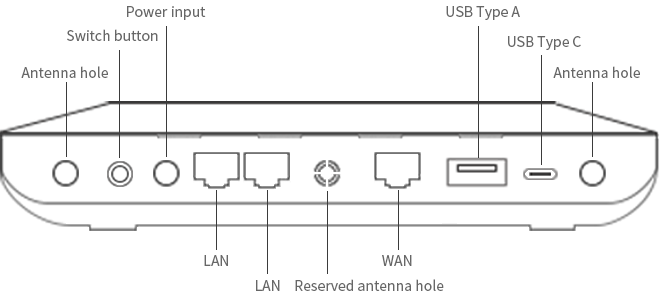 Power input
USB Type A
Switch button
USB Type C
Antenna hole
Antenna hole
LAN
WAN
LAN
Reserved antenna hole